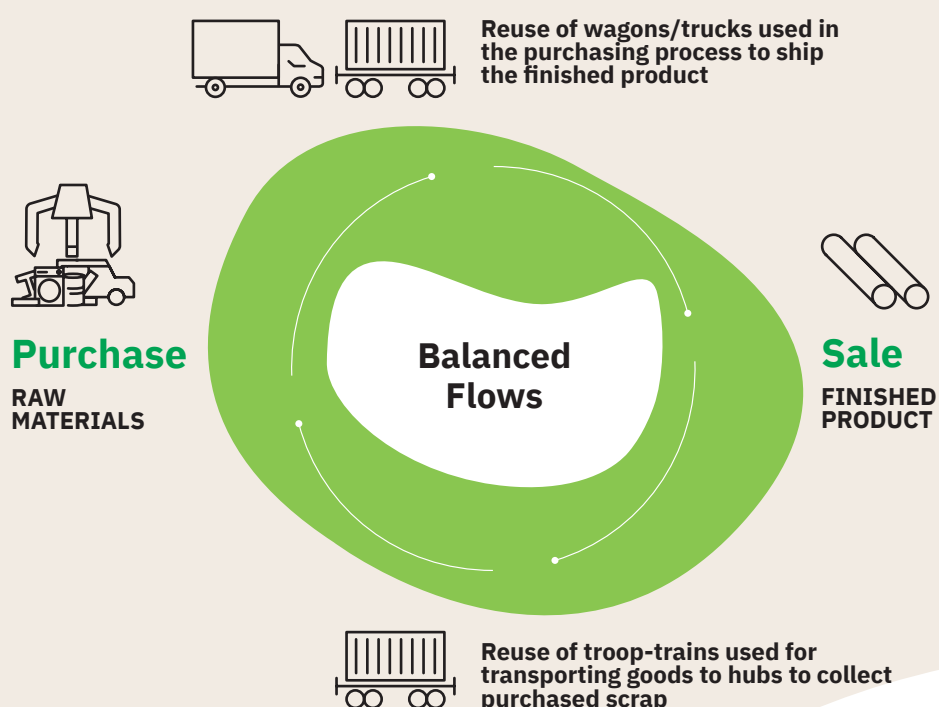 Reuse of wagons/trucks used in
the purchasing process to ship
the finished product
Purchase
RAW
MATERIALS
Balanced
Flows
Sale
FINISHED
PRODUCT
Reuse of troop-trains used for
transporting goods to hubs to collect
purchased scrap